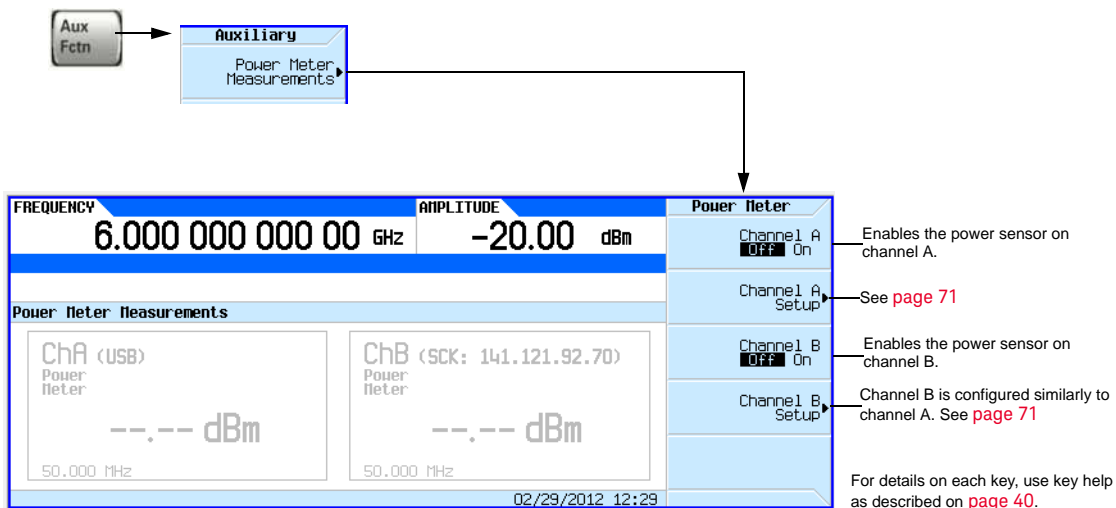 Aux
Fctn
Auxiliary
Power Meter
Measurements
FREQUENCY
6.000 000 000 00 GHz
AMPLITUDE
-20.00 dBm
Power Meter Measurements
ChA (USB)
Power
Meter
--.-- dBm
50.000 MHz
ChB (SCK: 141.121.92.70)
Power
Meter
--.-- dBm
50.000 MHz
02/29/2012 12:29
Power Meter
Channel A
Off On
Enables the power sensor on
channel A.
Channel A
Setup
See page 71
Channel B
Off On
Enables the power sensor on
channel B.
Channel B
Setup
Channel B is configured similarly to
channel A. See page 71
For details on each key, use key help
as described on page 40.